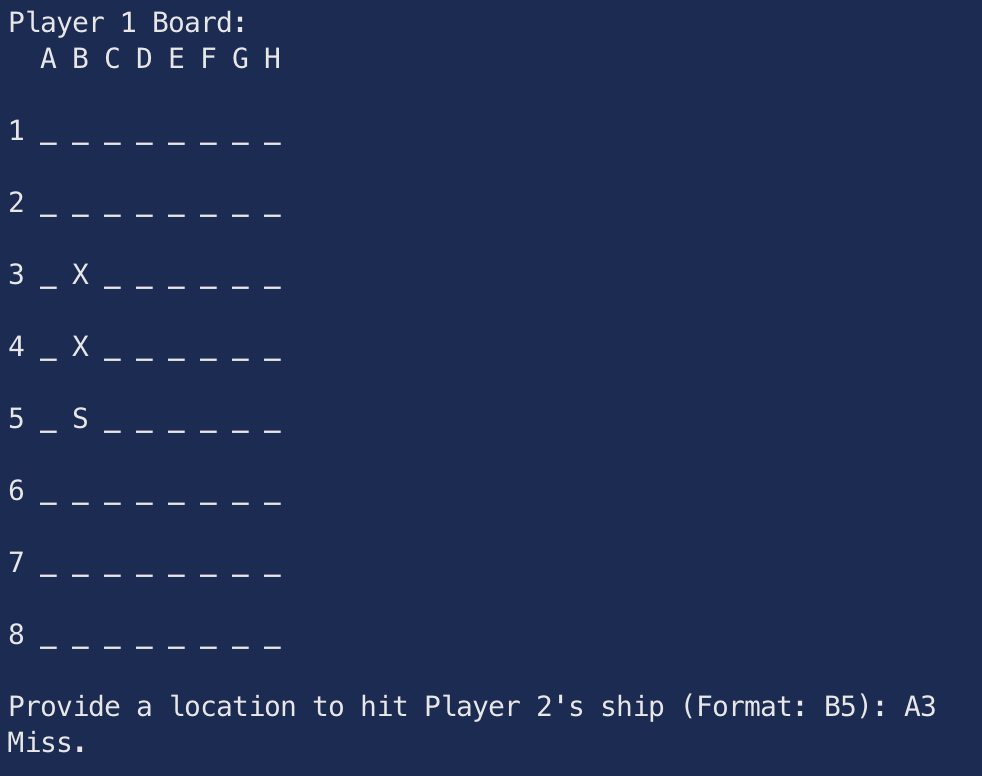 Player 1 Board:
  A B C D E F G H
1 _ _ _ _ _ _ _ _
2 _ _ _ _ _ _ _ _
3 _ X _ _ _ _ _ _
4 _ X _ _ _ _ _ _
5 _ S _ _ _ _ _ _
6 _ _ _ _ _ _ _ _
7 _ _ _ _ _ _ _ _
8 _ _ _ _ _ _ _ _
Provide a location to hit Player 2's ship (Format: B5): A3
Miss.